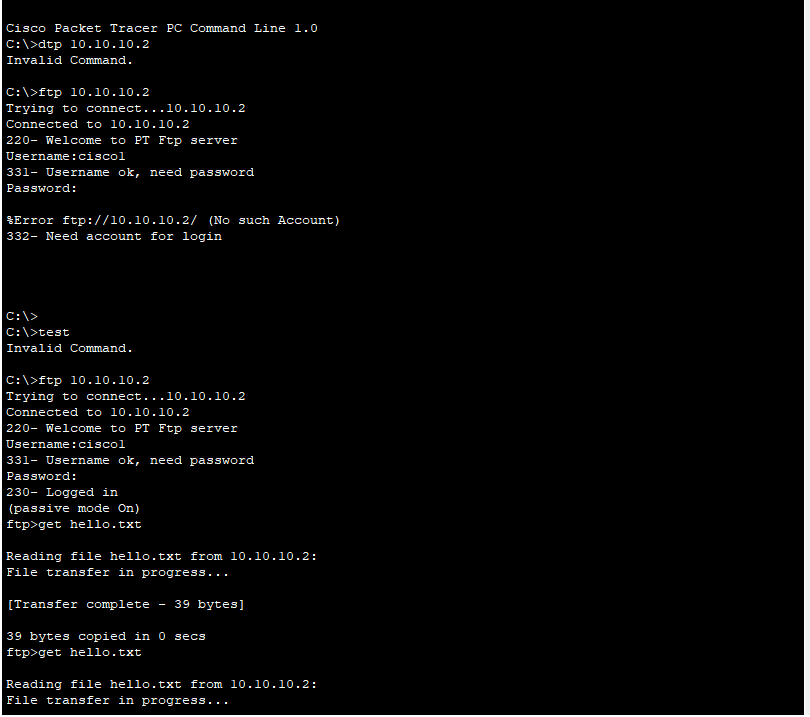 Cisco Packet Tracer PC Command Line 1.0
C:\>dtp 10.10.10.2
Invalid Command.
C:\>ftp 10.10.10.2
Trying to connect...10.10.10.2
Connected to 10.10.10.2
220- Welcome to PT Ftp server
Username:cisco1
331- Username ok, need password
Password:
%Error ftp://10.10.10.2/ (No such Account)
332- Need account for login
C:\>
C:\>test
Invalid Command.
C:\>ftp 10.10.10.2
Trying to connect...10.10.10.2
Connected to 10.10.10.2
220- Welcome to PT Ftp server
Username:cisco1
331- Username ok, need password
Password:
230- Logged in
(passive mode On)
ftp>get hello.txt
Reading file hello.txt from 10.10.10.2:
File transfer in progress...
[Transfer complete - 39 bytes]
39 bytes copied in 0 secs
ftp>get hello.txt
Reading file hello.txt from 10.10.10.2:
File transfer in progress...